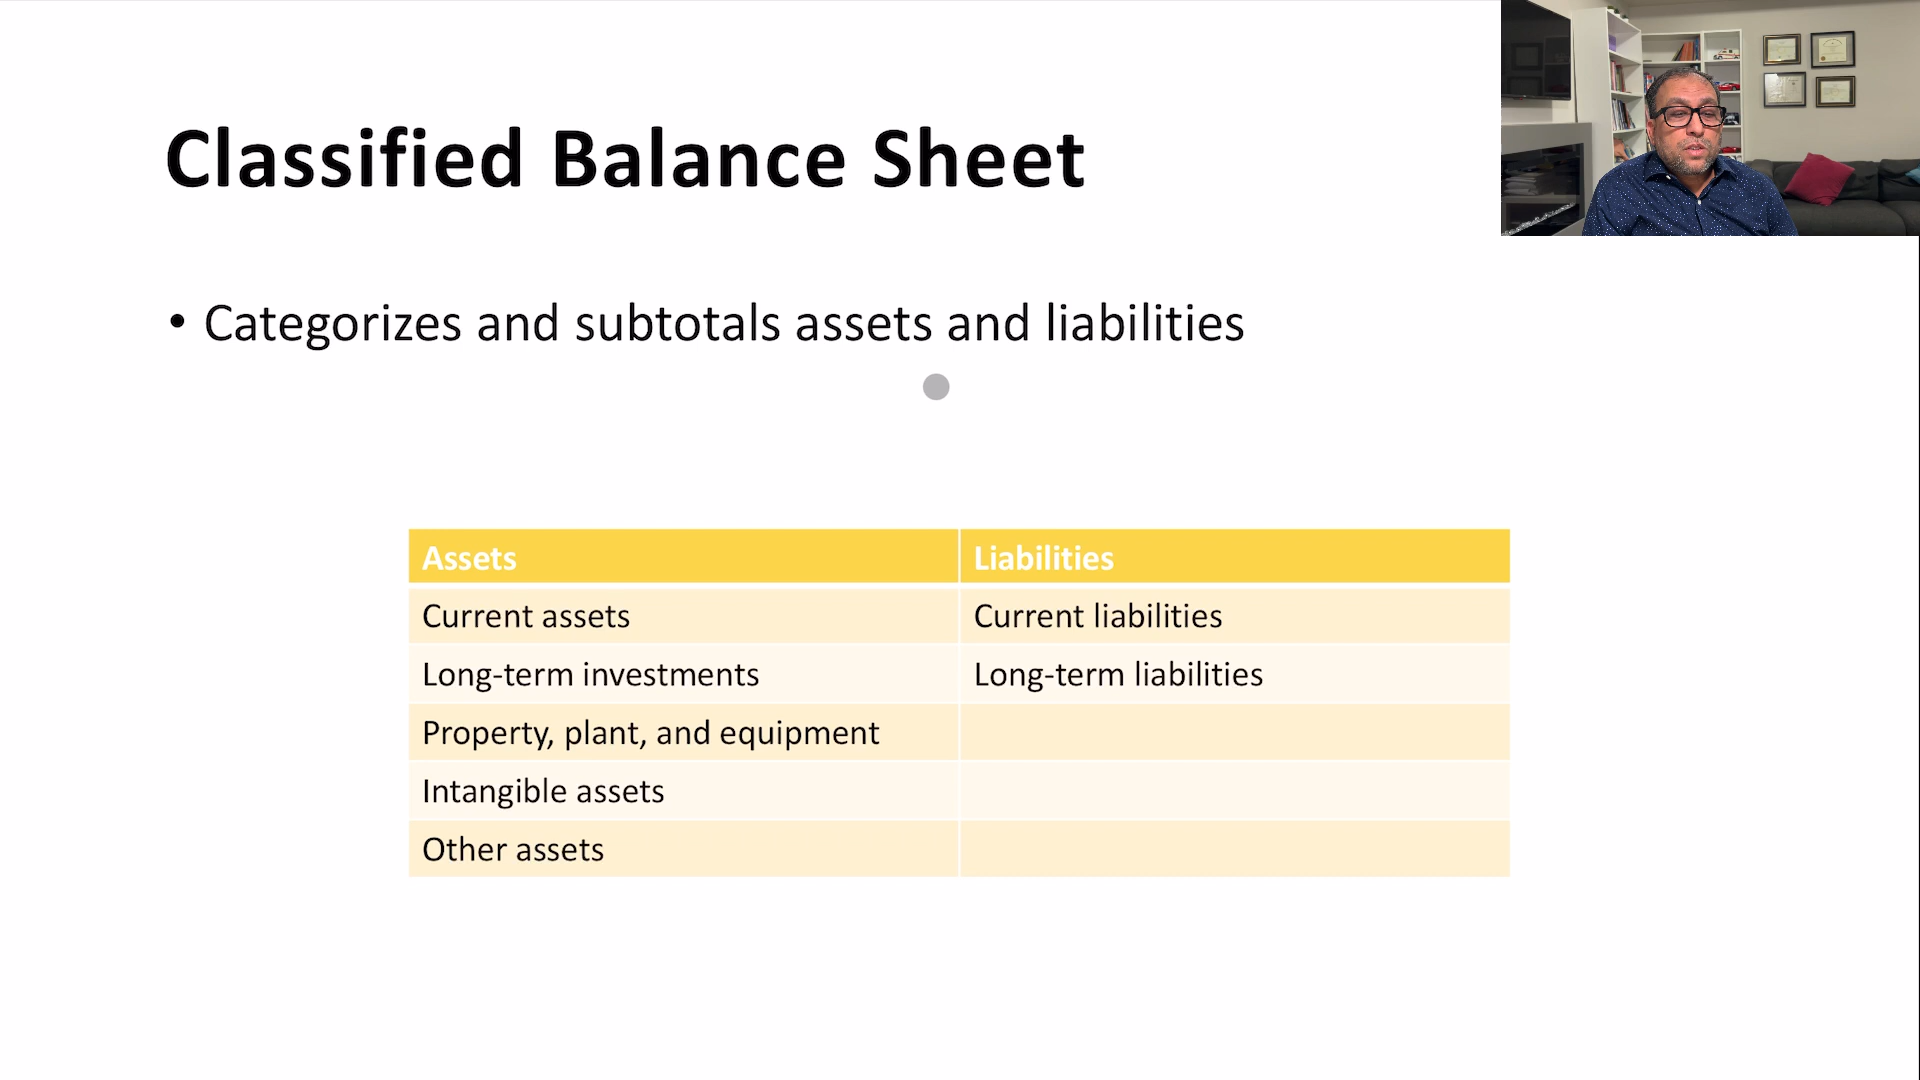 Classified Balance Sheet
• Categorizes and subtotals assets and liabilities
Assets Liabilities
Current assets Current liabilities
Long-term investments Long-term liabilities
Property, plant, and equipment
Intangible assets
Other assets